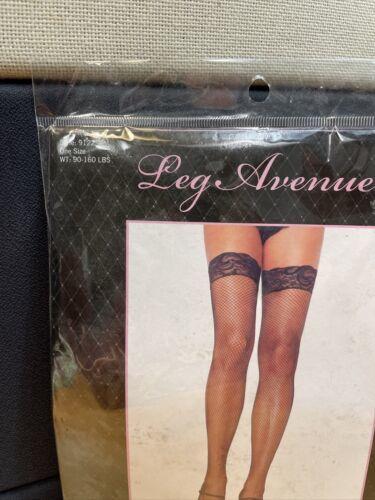 One Size
WT: 90-160 LBS
Leg Avenue